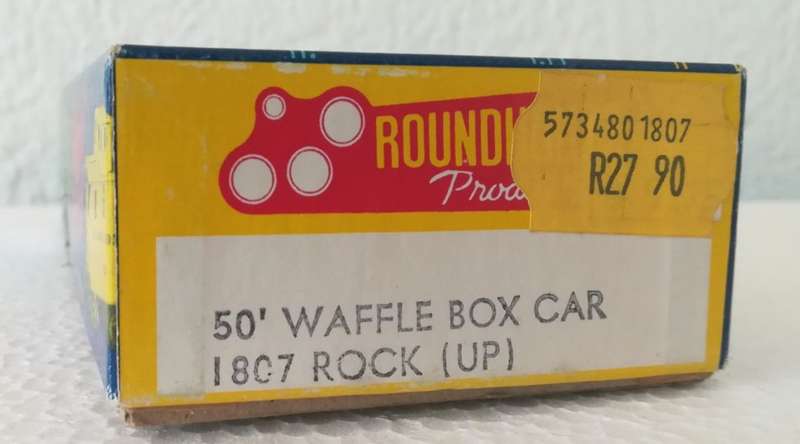 ROUNDH
Prod
5734801807
R27 90
50' WAFFLE BOX CAR
1807 ROCK (UP)